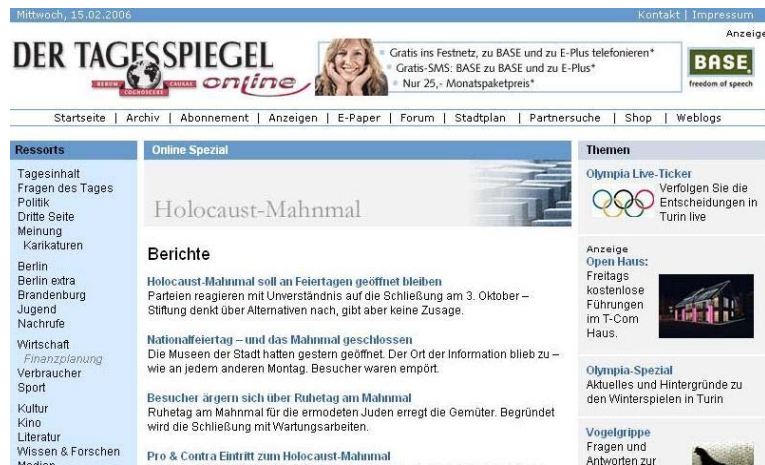 Mittwoch, 15.02.2006
Kontakt | Impressum
Anzeige
DER TAGESSPIEGEL
BERLIN
CAUSAS
COGNOSCERE
online
Gratis ins Festnetz, zu BASE und zu E-Plus telefonieren*
Gratis-SMS: BASE zu BASE und zu E-Plus*
Nur 25,- Monatspaketpreis*
BASE
freedom of speech
Startseite | Archiv | Abonnement | Anzeigen | E-Paper | Forum | Stadtplan | Partnersuche | Shop | Weblogs
Ressorts
Tagesinhalt
Fragen des Tages
Politik
Dritte Seite
Meinung
Karikaturen
Berlin
Berlin extra
Brandenburg
Jugend
Nachrufe
Wirtschaft
Finanzplanung
Verbraucher
Sport
Kultur
Kino
Literatur
Wissen & Forschen
Medien
Online Spezial
Holocaust-Mahnmal
Berichte
Holocaust-Mahnmal soll an Feiertagen geöffnet bleiben
Parteien reagieren mit Unverständnis auf die Schließung am 3. Oktober –
Stiftung denkt über Alternativen nach, gibt aber keine Zusage.
Nationalfeiertag – und das Mahnmal geschlossen
Die Museen der Stadt hatten gestern geöffnet. Der Ort der Information blieb zu –
wie an jedem anderen Montag. Besucher waren empört.
Besucher ärgern sich über Ruhetag am Mahnmal
Ruhetag am Mahnmal für die ermodeten Juden erregt die Gemüter. Begründet
wird die Schließung mit Wartungsarbeiten.
Pro & Contra Eintritt zum Holocaust-Mahnmal
Themen
Olympia Live-Ticker
Verfolgen Sie die
Entscheidungen in
Turin live
Anzeige
Open Haus:
Freitags
kostenlose
Führungen
im T-Com
Haus.
Olympia-Spezial
Aktuelles und Hintergründe zu
den Winterspielen in Turin
Vogelgrippe
Fragen und
Antworten zur